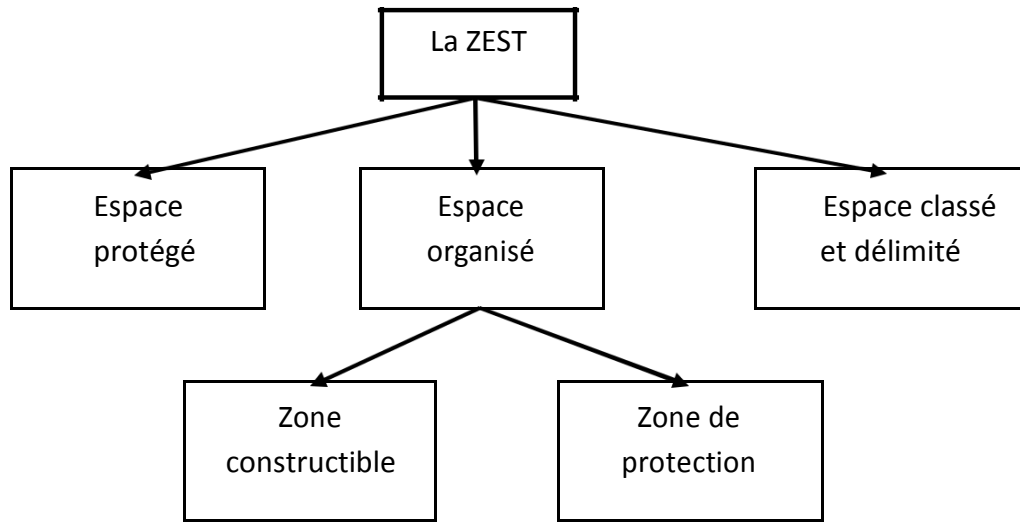 La ZEST
Espace
protégé
Espace
organisé
Espace classé
et délimité
Zone
constructible
Zone de
protection